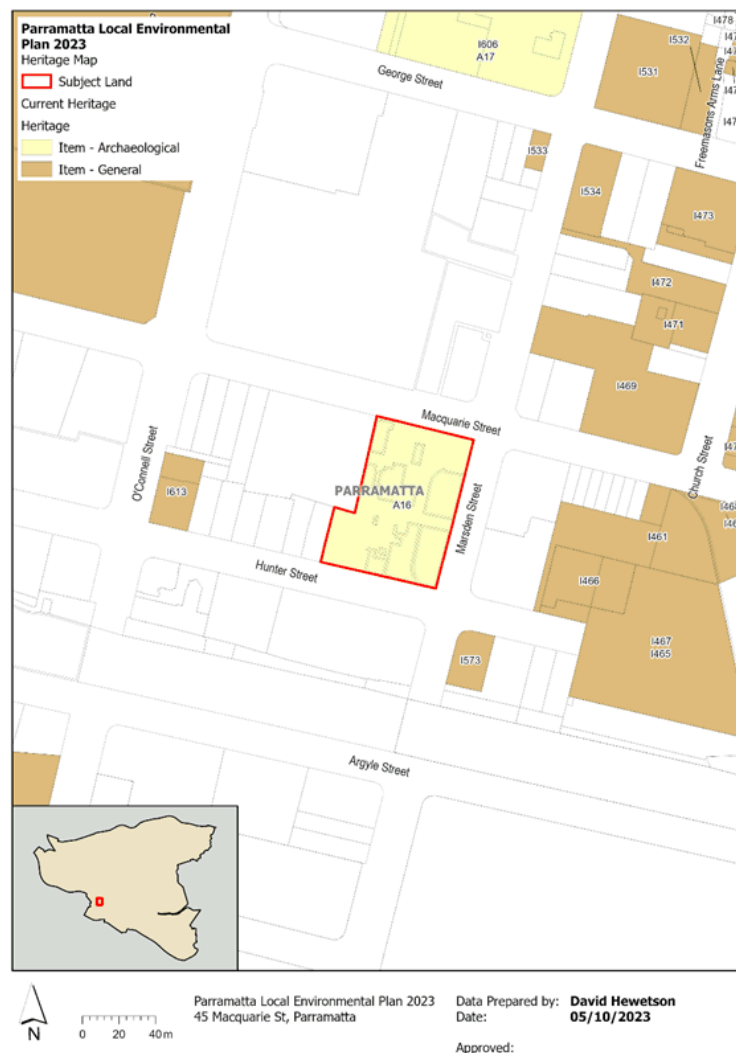 Parramatta Local Environmental
Plan 2023
Heritage Map
Subject Land
Current Heritage
Heritage
Item - Archaeological
Item - General
I606
A17
George Street
I532
I531
I478
Freemasons Arms Lane
I533
I534
I473
I472
I471
I469
Macquarie Street
O'Connell Street
PARRAMATTA
A16
I613
Marsden Street
Church Street
Hunter Street
I461
I466
I467
I465
I573
Argyle Street
N
0 20 40 m
Parramatta Local Environmental Plan 2023
45 Macquarie St, Parramatta
Data Prepared by: David Hewetson
Date: 05/10/2023
Approved: